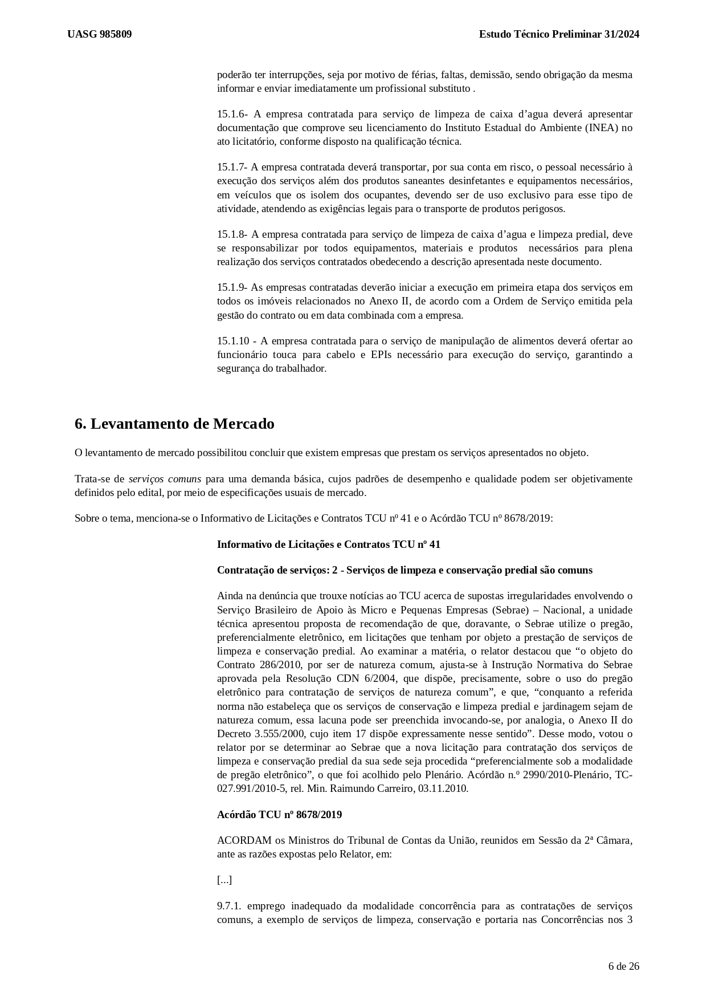 UASG 985809
Estudo Técnico Preliminar 31/2024
poderão ter interrupções, seja por motivo de férias, faltas, demissão, sendo obrigação da mesma
informar e enviar imediatamente um profissional substituto .
15.1.6- A empresa contratada para serviço de limpeza de caixa d’agua deverá apresentar
documentação que comprove seu licenciamento do Instituto Estadual do Ambiente (INEA) no
ato licitatório, conforme disposto na qualificação técnica.
15.1.7- A empresa contratada deverá transportar, por sua conta em risco, o pessoal necessário à
execução dos serviços além dos produtos saneantes desinfetantes e equipamentos necessários,
em veículos que os isolem dos ocupantes, devendo ser de uso exclusivo para esse tipo de
atividade, atendendo as exigências legais para o transporte de produtos perigosos.
15.1.8- A empresa contratada para serviço de limpeza de caixa d’agua e limpeza predial, deve
se responsabilizar por todos equipamentos, materiais e produtos necessários para plena
realização dos serviços contratados obedecendo a descrição apresentada neste documento.
15.1.9- As empresas contratadas deverão iniciar a execução em primeira etapa dos serviços em
todos os imóveis relacionados no Anexo II, de acordo com a Ordem de Serviço emitida pela
gestão do contrato ou em data combinada com a empresa.
15.1.10 - A empresa contratada para o serviço de manipulação de alimentos deverá ofertar ao
funcionário touca para cabelo e EPIs necessário para execução do serviço, garantindo a
segurança do trabalhador.
6. Levantamento de Mercado
O levantamento de mercado possibilitou concluir que existem empresas que prestam os serviços apresentados no objeto.
Trata-se de serviços comuns para uma demanda básica, cujos padrões de desempenho e qualidade podem ser objetivamente
definidos pelo edital, por meio de especificações usuais de mercado.
Sobre o tema, menciona-se o Informativo de Licitações e Contratos TCU nº 41 e o Acórdão TCU nº 8678/2019:
Informativo de Licitações e Contratos TCU nº 41
Contratação de serviços: 2 - Serviços de limpeza e conservação predial são comuns
Ainda na denúncia que trouxe notícias ao TCU acerca de supostas irregularidades envolvendo o
Serviço Brasileiro de Apoio às Micro e Pequenas Empresas (Sebrae) – Nacional, a unidade
técnica apresentou proposta de recomendação de que, doravante, o Sebrae utilize o pregão,
preferencialmente eletrônico, em licitações que tenham por objeto a prestação de serviços de
limpeza e conservação predial. Ao examinar a matéria, o relator destacou que “o objeto do
Contrato 286/2010, por ser de natureza comum, ajusta-se à Instrução Normativa do Sebrae
aprovada pela Resolução CDN 6/2004, que dispõe, precisamente, sobre o uso do pregão
eletrônico para contratação de serviços de natureza comum”, e que, “conquanto a referida
norma não estabeleça que os serviços de conservação e limpeza predial e jardinagem sejam de
natureza comum, essa lacuna pode ser preenchida invocando-se, por analogia, o Anexo II do
Decreto 3.555/2000, cujo item 17 dispõe expressamente nesse sentido”. Desse modo, votou o
relator por se determinar ao Sebrae que a nova licitação para contratação dos serviços de
limpeza e conservação predial da sua sede seja procedida “preferencialmente sob a modalidade
de pregão eletrônico”, o que foi acolhido pelo Plenário. Acórdão n.º 2990/2010-Plenário, TC-
027.991/2010-5, rel. Min. Raimundo Carreiro, 03.11.2010.
Acórdão TCU nº 8678/2019
ACORDAM os Ministros do Tribunal de Contas da União, reunidos em Sessão da 2ª Câmara,
ante as razões expostas pelo Relator, em:
[...]
9.7.1. emprego inadequado da modalidade concorrência para as contratações de serviços
comuns, a exemplo de serviços de limpeza, conservação e portaria nas Concorrências nos 3
6 de 26